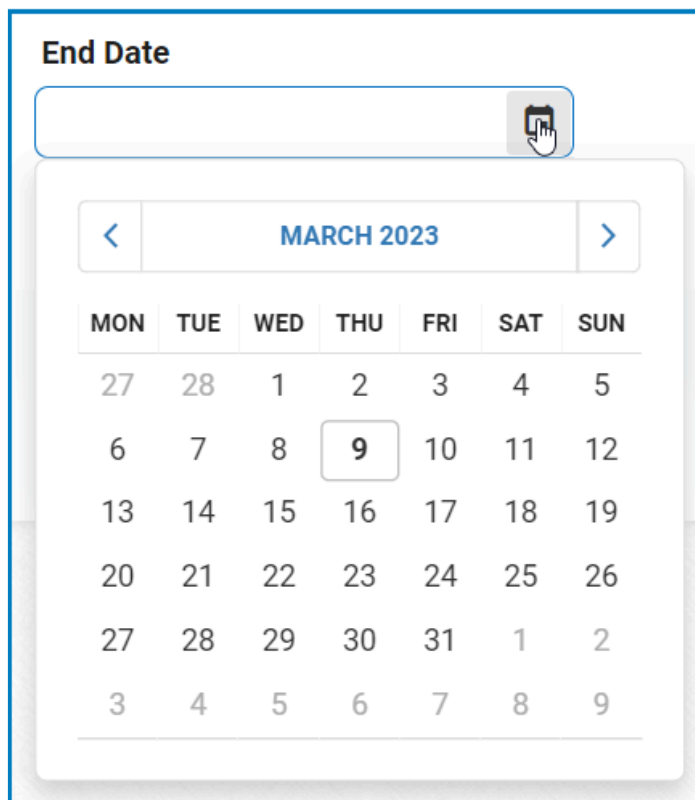 End Date
MARCH 2023
MON TUE WED THU FRI SAT SUN
27 28 1 2 3 4 5
6 7 8 9 10 11 12
13 14 15 16 17 18 19
20 21 22 23 24 25 26
27 28 29 30 31 1 2
3 4 5 6 7 8 9